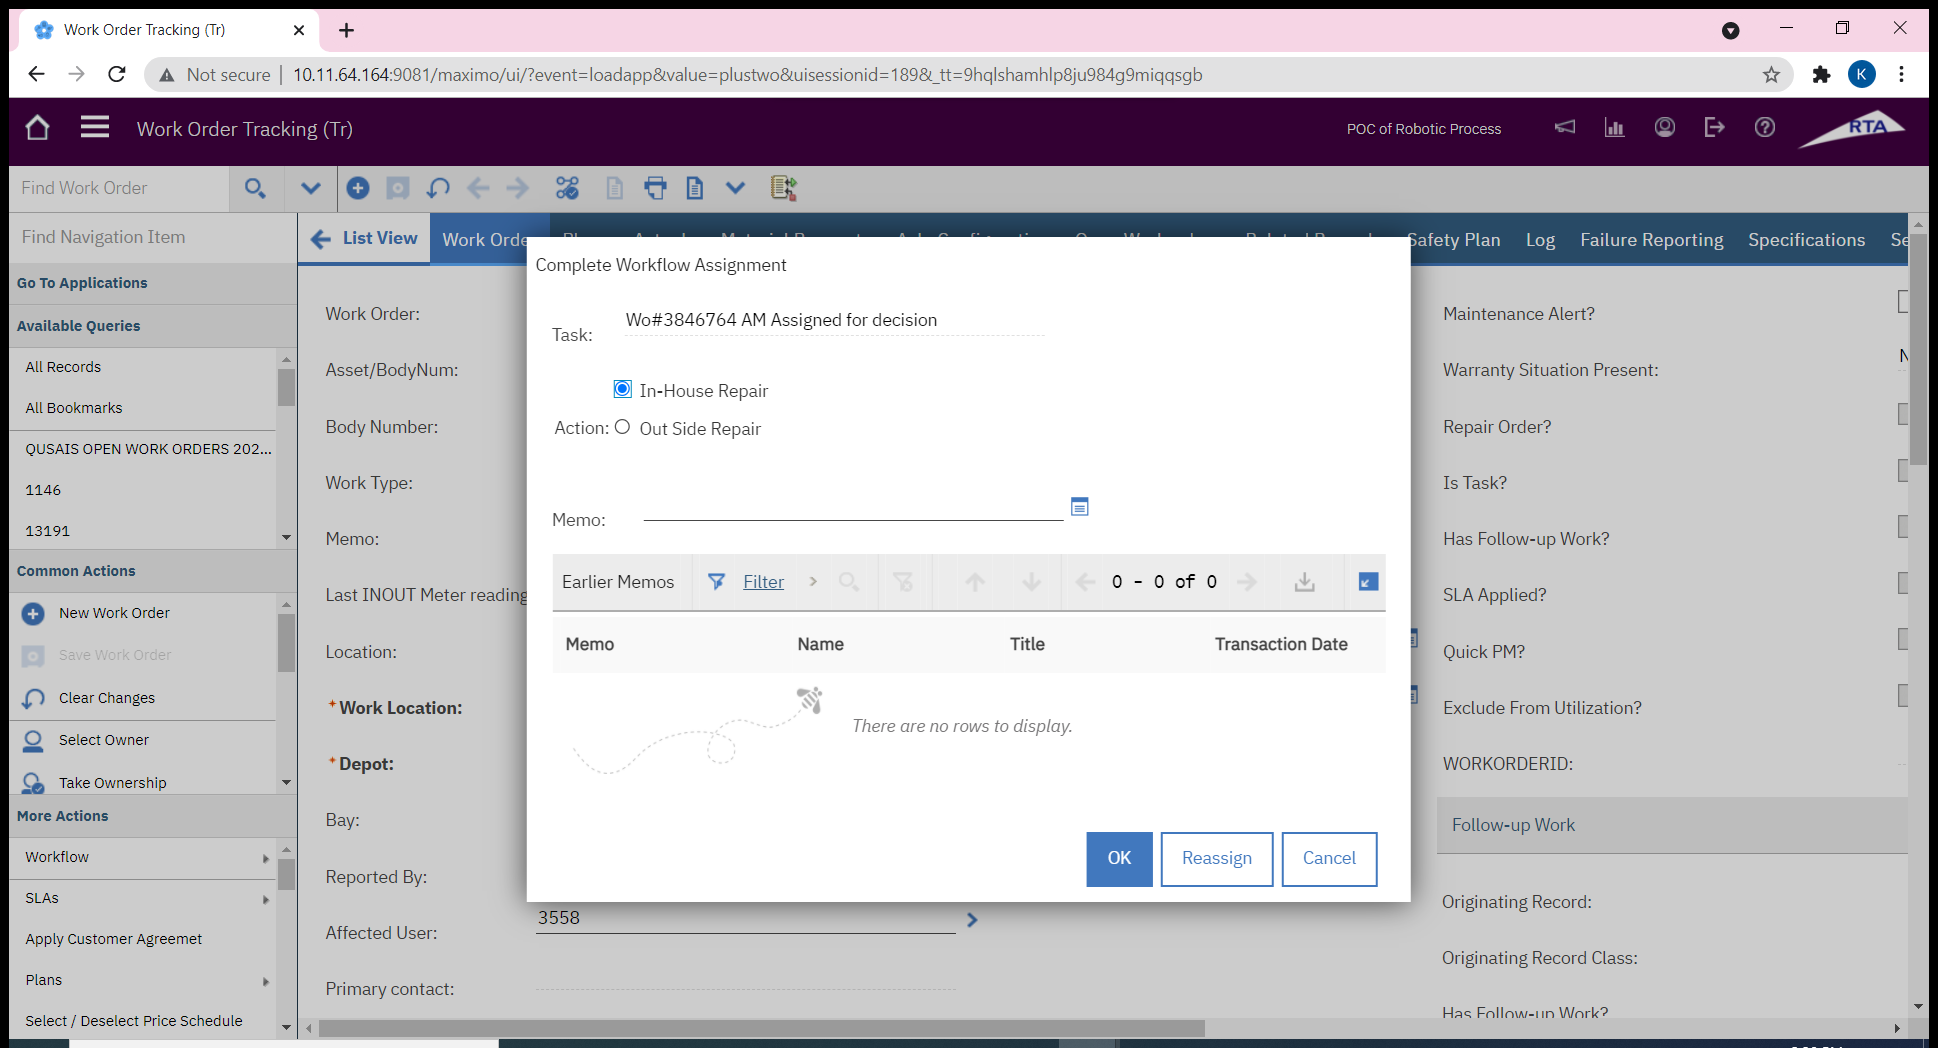 Work Order Tracking (Tr)
Not secure | 10.11.64.164:9081/maximo/ui/?event=loadapp&value=plustwo&uisessionid=189&_tt=9hqlshamhlp8ju984g9miqqsgb
K
Work Order Tracking (Tr)
POC of Robotic Process
RTA
Find Work Order
Find Navigation Item
List View
Work Orde
Safety Plan
Log
Failure Reporting
Specifications
Se
Go To Applications
Available Queries
All Records
All Bookmarks
QUSAIS OPEN WORK ORDERS 202...
1146
13191
Common Actions
New Work Order
Save Work Order
Clear Changes
Select Owner
Take Ownership
More Actions
Workflow
SLAs
Apply Customer Agreemet
Plans
Select / Deselect Price Schedule
Work Order:
Asset/BodyNum:
Body Number:
Work Type:
Memo:
Last INOUT Meter reading
Location:
*Work Location:
*Depot:
Bay:
Reported By:
Affected User:
3558
Primary contact:
Complete Workflow Assignment
Task:
Wo#3846764 AM Assigned for decision
In-House Repair
Action:
Out Side Repair
Memo:
Earlier Memos
Filter
0 - 0 of 0
Memo
Name
Title
Transaction Date
There are no rows to display.
OK
Reassign
Cancel
Maintenance Alert?
Warranty Situation Present:
N
Repair Order?
Is Task?
Has Follow-up Work?
SLA Applied?
Quick PM?
Exclude From Utilization?
WORKORDERID:
Follow-up Work
Originating Record:
Originating Record Class:
Has Follow-up Work?